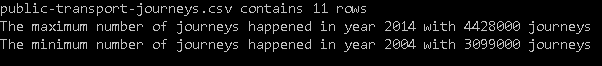 public-transport-journeys.csv contains 11 rows
The maximum number of journeys happened in year 2014 with 4428000 journeys
The minimum number of journeys happened in year 2004 with 3099000 journeys